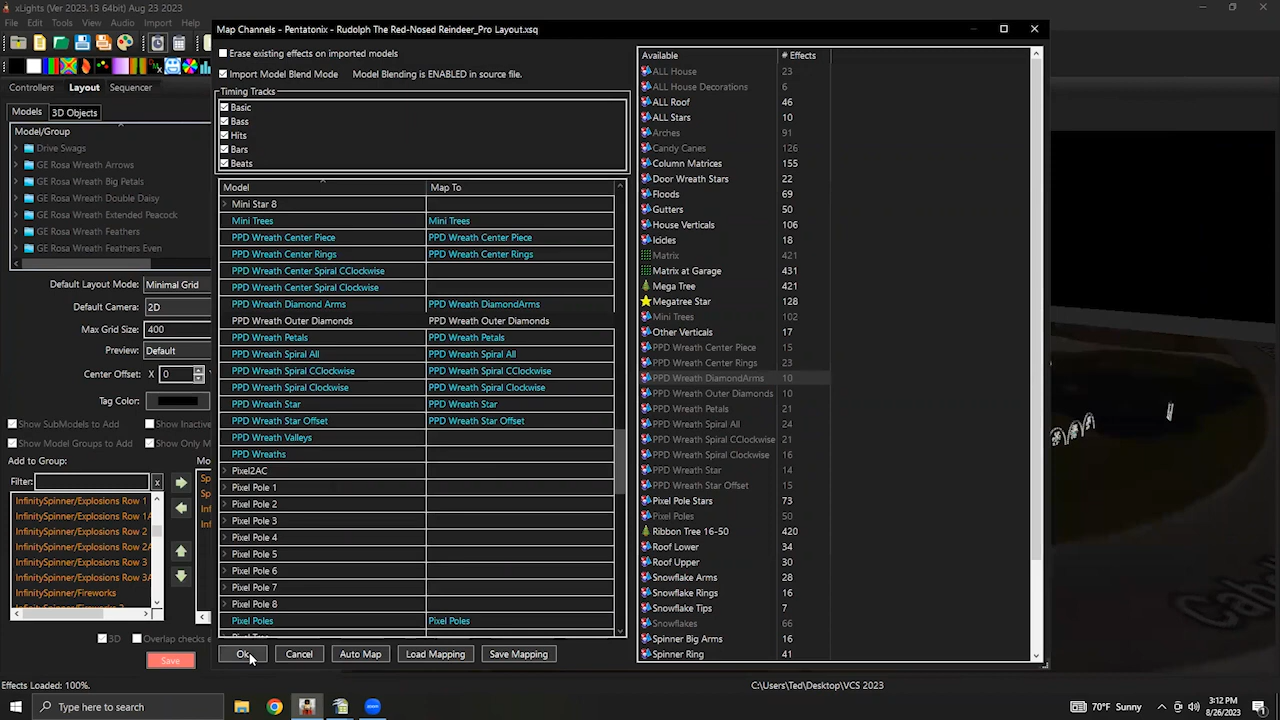 xLights (Ver 2023.13 64bit) Aug 23 2023
File Edit Tools View Audio Import
Controllers Layout Sequencer
Models 3D Objects
Model/Group
Drive Swags
GE Rosa Wreath Arrows
GE Rosa Wreath Big Petals
GE Rosa Wreath Double Daisy
GE Rosa Wreath Extended Peacock
GE Rosa Wreath Feathers
GE Rosa Wreath Feathers Even
Default Layout Mode: Minimal Grid
Default Camera: 2D
Max Grid Size: 400
Preview: Default
Center Offset: X 0
Tag Color:
Show SubModels to Add Show Inactive
Show Model Groups to Add Show Only M
Add to Group: Mo
Filter: x
InfinitySpinner/Explosions Row 1
InfinitySpinner/Explosions Row 1A
InfinitySpinner/Explosions Row 2
InfinitySpinner/Explosions Row 2A
InfinitySpinner/Explosions Row 3
InfinitySpinner/Explosions Row 3A
InfinitySpinner/Fireworks
Sp
Sp
Inf
Inf
3D Overlap checks e
Save
Effects Loaded: 100%.
Map Channels - Pentatonix - Rudolph The Red-Nosed Reindeer_Pro Layout.xsq
Erase existing effects on imported models
Import Model Blend Mode Model Blending is ENABLED in source file.
Timing Tracks
Basic
Bass
Hits
Bars
Beats
Model Map To
Mini Star 8
Mini Trees Mini Trees
PPD Wreath Center Piece PPD Wreath Center Piece
PPD Wreath Center Rings PPD Wreath Center Rings
PPD Wreath Center Spiral CClockwise
PPD Wreath Center Spiral Clockwise
PPD Wreath Diamond Arms PPD Wreath DiamondArms
PPD Wreath Outer Diamonds PPD Wreath Outer Diamonds
PPD Wreath Petals PPD Wreath Petals
PPD Wreath Spiral All PPD Wreath Spiral All
PPD Wreath Spiral CClockwise PPD Wreath Spiral CClockwise
PPD Wreath Spiral Clockwise PPD Wreath Spiral Clockwise
PPD Wreath Star PPD Wreath Star
PPD Wreath Star Offset PPD Wreath Star Offset
PPD Wreath Valleys
PPD Wreaths
Pixel2AC
Pixel Pole 1
Pixel Pole 2
Pixel Pole 3
Pixel Pole 4
Pixel Pole 5
Pixel Pole 6
Pixel Pole 7
Pixel Pole 8
Pixel Poles Pixel Poles
Pixel Tree
Ok Cancel Auto Map Load Mapping Save Mapping
Available # Effects
ALL House 23
ALL House Decorations 6
ALL Roof 46
ALL Stars 10
Arches 91
Candy Canes 126
Column Matrices 155
Door Wreath Stars 22
Floods 69
Gutters 50
House Verticals 106
Icides 18
Matrix 421
Matrix at Garage 431
Mega Tree 421
Megatree Star 128
Mini Trees 102
Other Verticals 17
PPD Wreath Center Piece 15
PPD Wreath Center Rings 23
PPD Wreath DiamondArms 10
PPD Wreath Outer Diamonds 10
PPD Wreath Petals 21
PPD Wreath Spiral All 24
PPD Wreath Spiral CClockwise 21
PPD Wreath Spiral Clockwise 16
PPD Wreath Star 14
PPD Wreath Star Offset 15
Pixel Pole Stars 73
Pixel Poles 50
Ribbon Tree 16-50 420
Roof Lower 34
Roof Upper 30
Snowflake Arms 28
Snowflake Rings 16
Snowflake Tips 7
Snowflakes 66
Spinner Big Arms 16
Spinner Ring 41
C:\Users\Ted\Desktop\VCS 2023
Type here to search
70°F Sunny
3:12 PM
8/26/2023